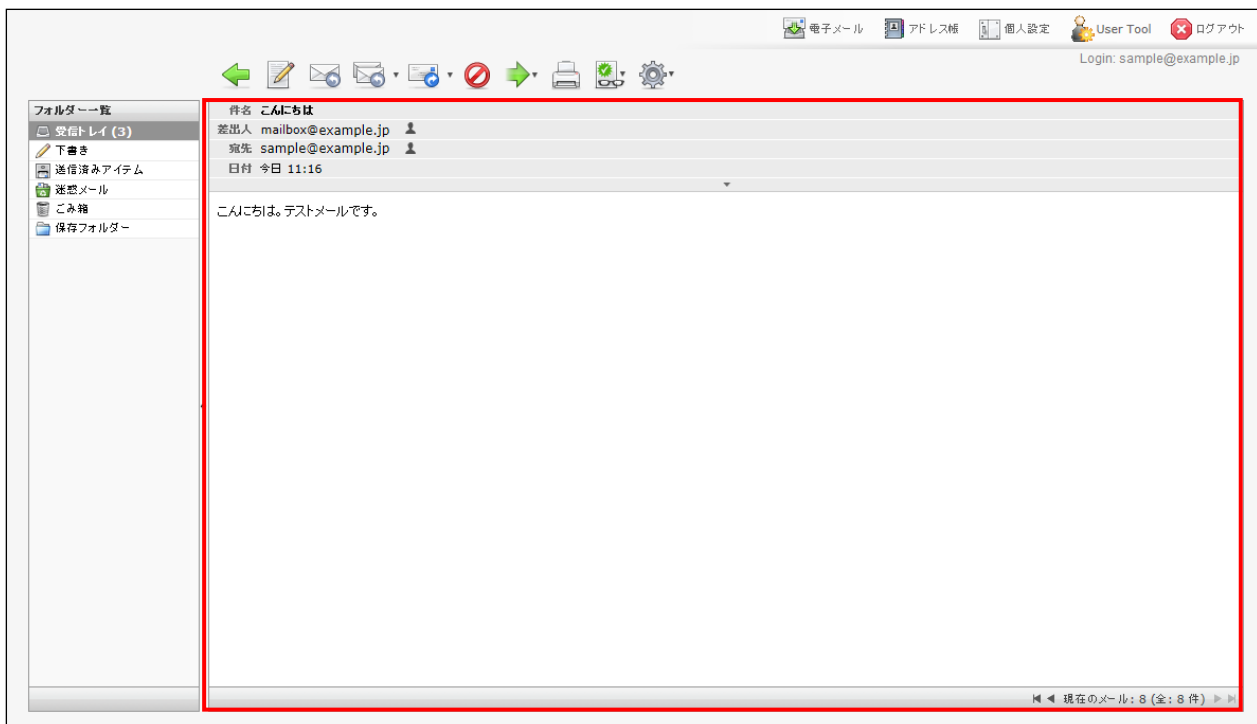 電子メール アドレス帳 個人設定 User Tool ログアウト
Login: sample@example.jp
フォルダー一覧
受信トレイ (3)
下書き
送信済みアイテム
迷惑メール
ごみ箱
保存フォルダー
件名 こんにちは
差出人 mailbox@example.jp
宛先 sample@example.jp
日付 今日 11:16
こんにちは。テストメールです。
現在のメール: 8 (全: 8 件)